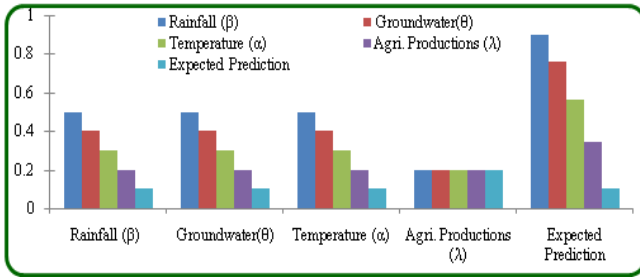 1
0.8
0.6
0.4
0.2
0
Rainfall (β)
Groundwater(θ)
Temperature (α)
Agri. Productions (λ)
Expected Prediction
Rainfall (β)
Groundwater(θ)
Temperature (α)
Agri. Productions
(λ)
Expected
Prediction